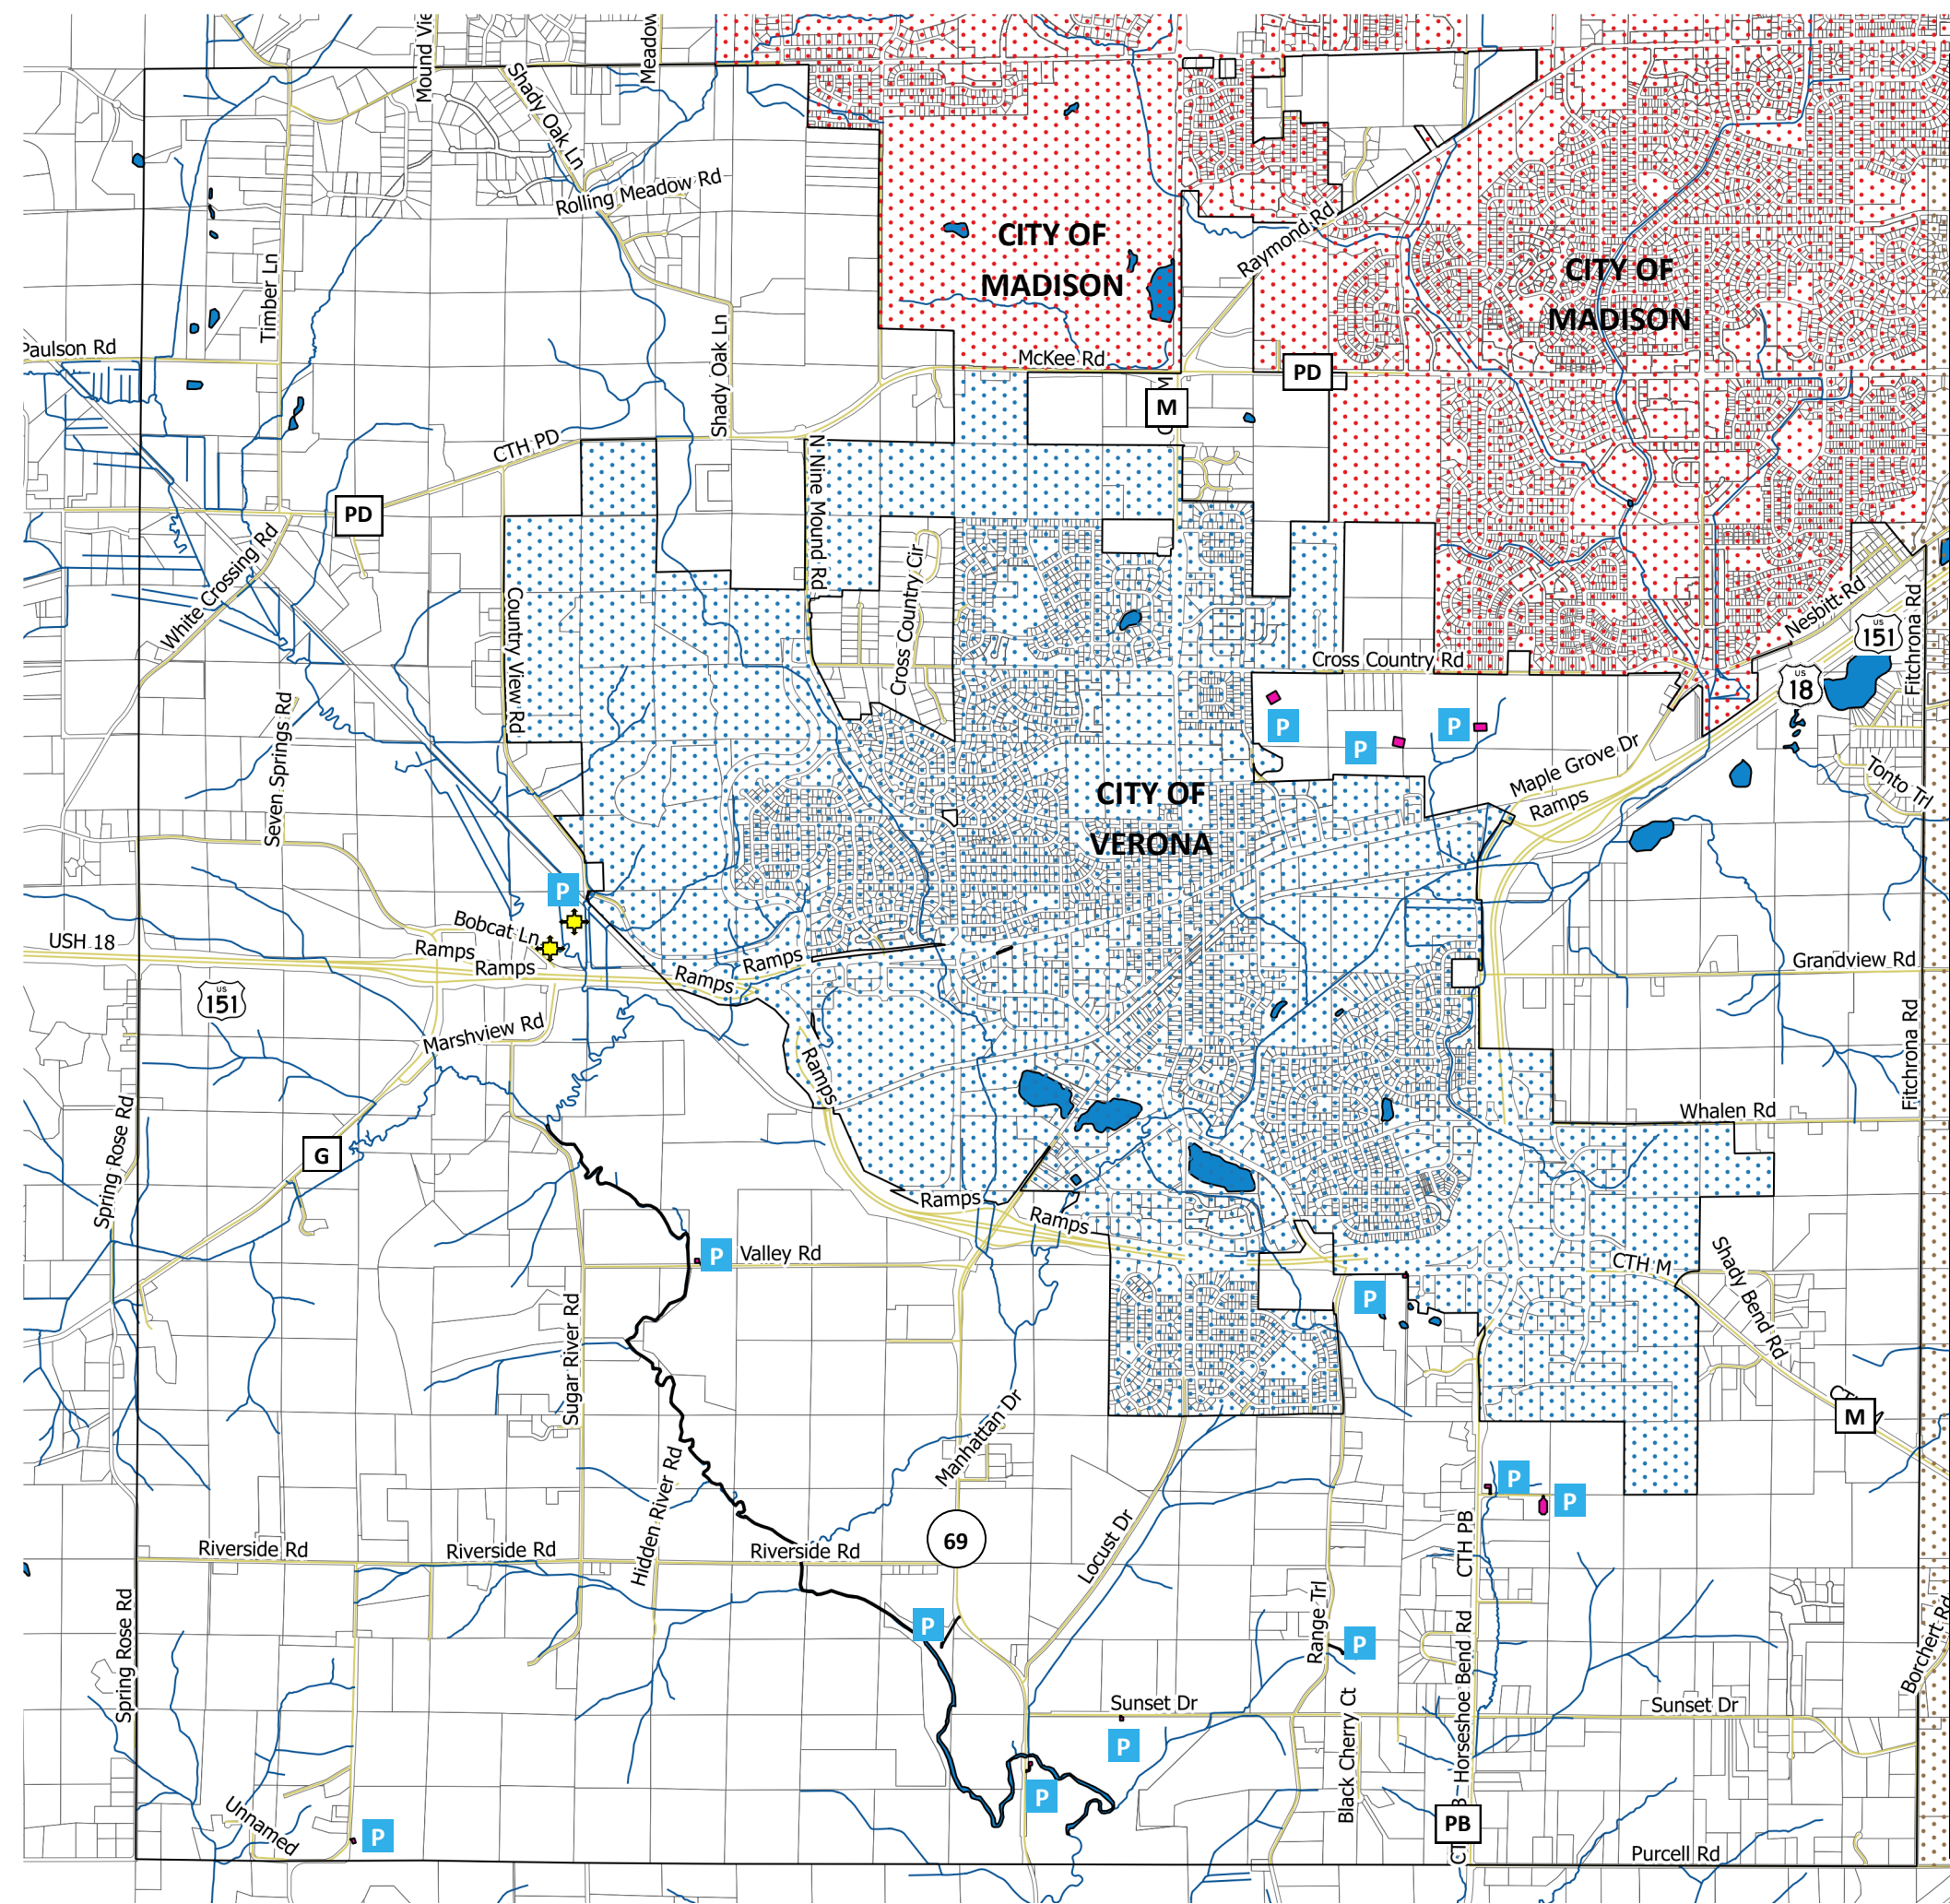 Mound Vie
Meadow
Shady Oak Ln
Rolling Meadow Rd
CITY OF
MADISON
Raymond Rd
CITY OF
MADISON
Timber Ln
Paulson Rd
Shady Oak Ln
McKee Rd
PD
M
CTH PD
N Nine Mound Rd
PD
White Crossing Rd
Cross Country Cir
Country View Rd
Nesbitt Rd
Fitchrona Rd
US
151
Cross Country Rd
US
18
P
P
P
Seven Springs Rd
Maple Grove Dr
Ramps
Tonto Trl
CITY OF
VERONA
P
Bobcat Ln
USH 18
Ramps
Ramps
Ramps
Ramps
Grandview Rd
US
151
Marshview Rd
Fitchrona Rd
Ramps
Whalen Rd
G
Spring Rose Rd
Ramps
Ramps
P
Valley Rd
CTH M
Shady Bend Rd
P
Sugar River Rd
Manhattan Dr
M
Hidden River Rd
P
P
Locust Dr
CTH PB
69
Riverside Rd
Riverside Rd
Riverside Rd
Spring Rose Rd
P
Range Trl
P
Horseshoe Bend Rd
Borchert Rd
Black Cherry Ct
Sunset Dr
Sunset Dr
P
P
Unnamed
P
PB
Purcell Rd